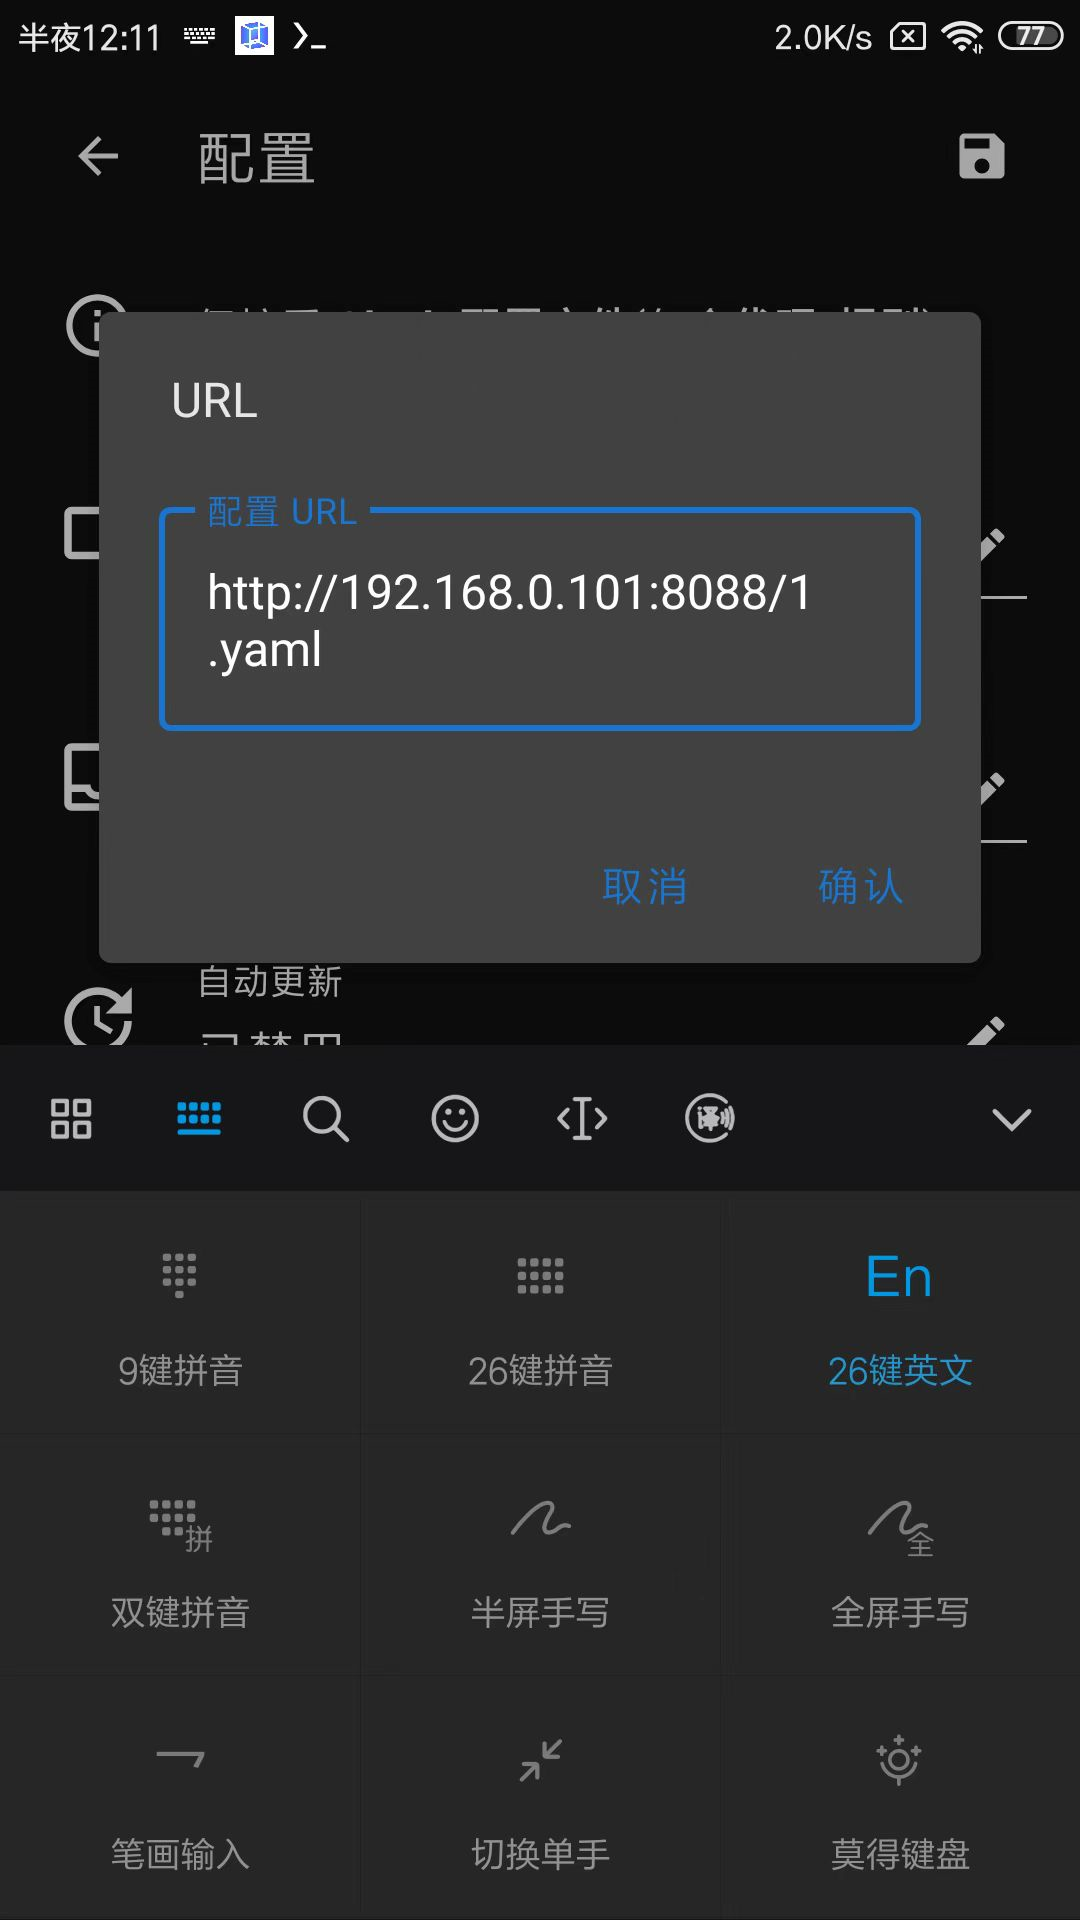 半夜12:11
2.0K/s
77
配置
URL
配置 URL
http://192.168.0.101:8088/1
.yaml
取消
确认
自动更新
9键拼音
26键拼音
En
26键英文
拼
双键拼音
半屏手写
全
全屏手写
笔画输入
切换单手
莫得键盘